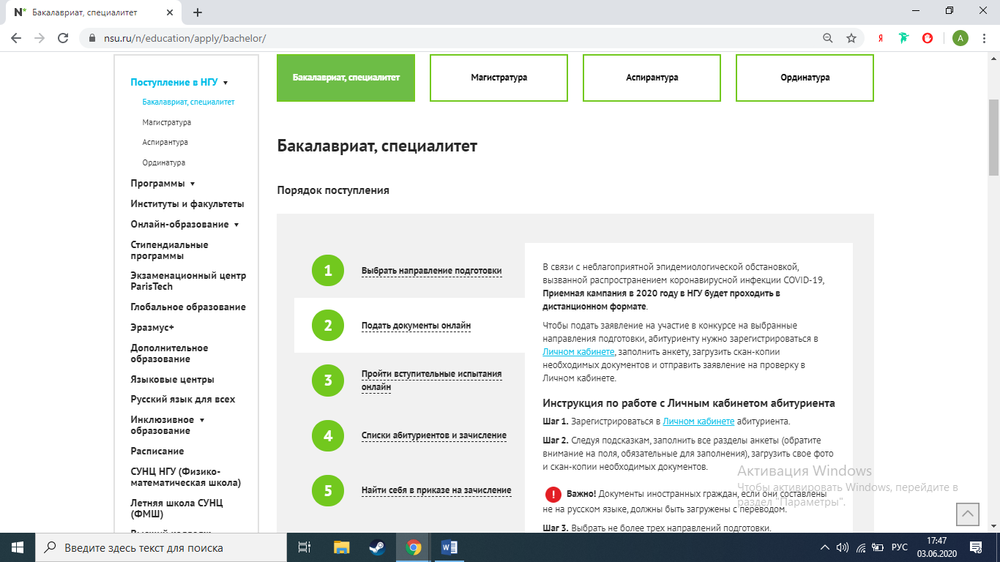 Бакалавриат, специалитет
nsu.ru/n/education/apply/bachelor/
Я
A
Поступление в НГУ
Бакалавриат, специалитет
Магистратура
Аспирантура
Ординатура
Программы
Институты и факультеты
Онлайн-образование
Стипендиальные
программы
Экзаменационный центр
ParisTech
Глобальное образование
Эразмус+
Дополнительное
образование
Языковые центры
Русский язык для всех
Инклюзивное
образование
Расписание
СУНЦ НГУ (Физико-
математическая школа)
Летняя школа СУНЦ
(ФМШ)
Бакалавриат, специалитет
Магистратура
Аспирантура
Ординатура
Бакалавриат, специалитет
Порядок поступления
1 Выбрать направление подготовки
2 Подать документы онлайн
3 Пройти вступительные испытания
онлайн
4 Списки абитуриентов и зачисление
5 Найти себя в приказе на зачисление
В связи с неблагоприятной эпидемиологической обстановкой,
вызванной распространением коронавирусной инфекции COVID-19,
Приемная кампания в 2020 году в НГУ будет проходить в
дистанционном формате.
Чтобы подать заявление на участие в конкурсе на выбранные
направления подготовки, абитуриенту нужно зарегистрироваться в
Личном кабинете, заполнить анкету, загрузить скан-копии
необходимых документов и отправить заявление на проверку в
Личном кабинете.
Инструкция по работе с Личным кабинетом абитуриента
Шаг 1. Зарегистрироваться в Личном кабинете абитуриента.
Шаг 2. Следуя подсказкам, заполнить все разделы анкеты (обратите
внимание на поля, обязательные для заполнения), загрузить свое фото
и скан-копии необходимых документов.
! Важно! Документы иностранных граждан, если они составлены
не на русском языке, должны быть загружены с переводом.
Шаг 3. Выбрать не более трех направлений подготовки.
Активация Windows
Чтобы активировать Windows, перейдите в
раздел "Параметры".
Введите здесь текст для поиска
РУС
17:47
03.06.2020